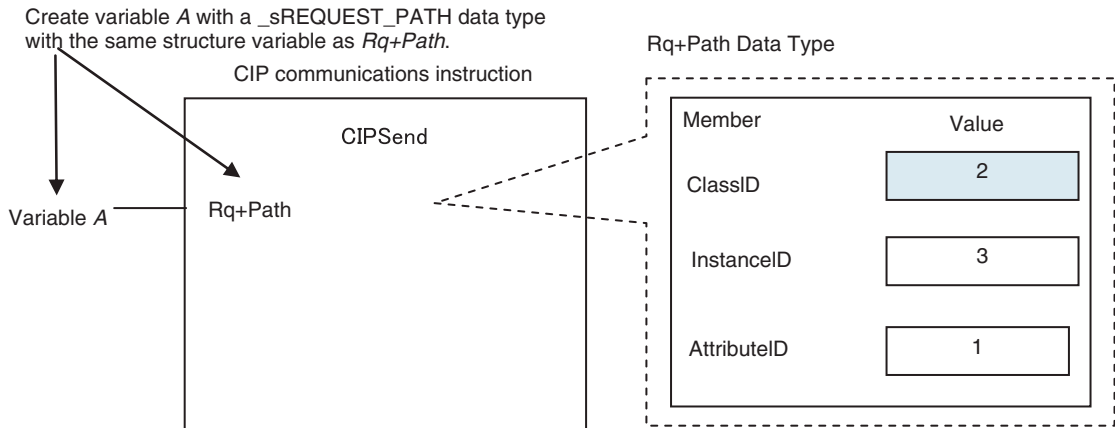 Create variable A with a _sREQUEST_PATH data type
with the same structure variable as Rq+Path.
CIP communications instruction
CIPSend
Variable A
Rq+Path
Rq+Path Data Type
Member
Value
ClassID
2
InstanceID
3
AttributeID
1